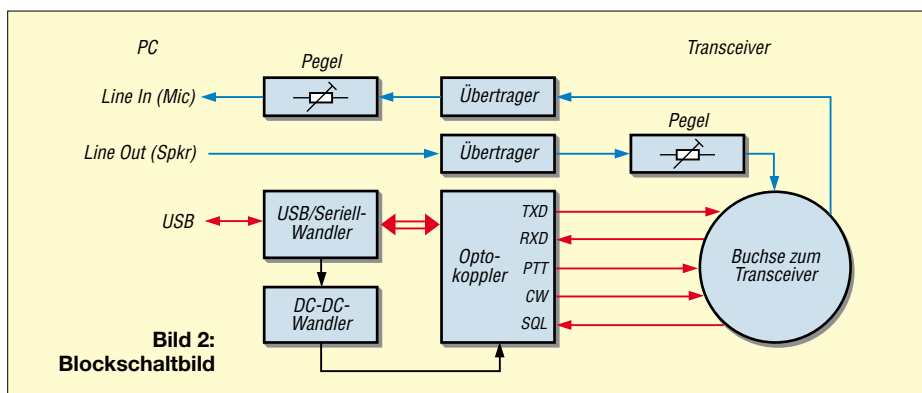 PC
Transceiver
Pegel
Line In (Mic)
Übertrager
Pegel
Line Out (Spkr)
Übertrager
USB
USB/Seriell-
Wandler
Opto-
koppler
TXD
RXD
PTT
CW
SQL
Buchse zum
Transceiver
DC-DC-
Wandler
Bild 2:
Blockschaltbild